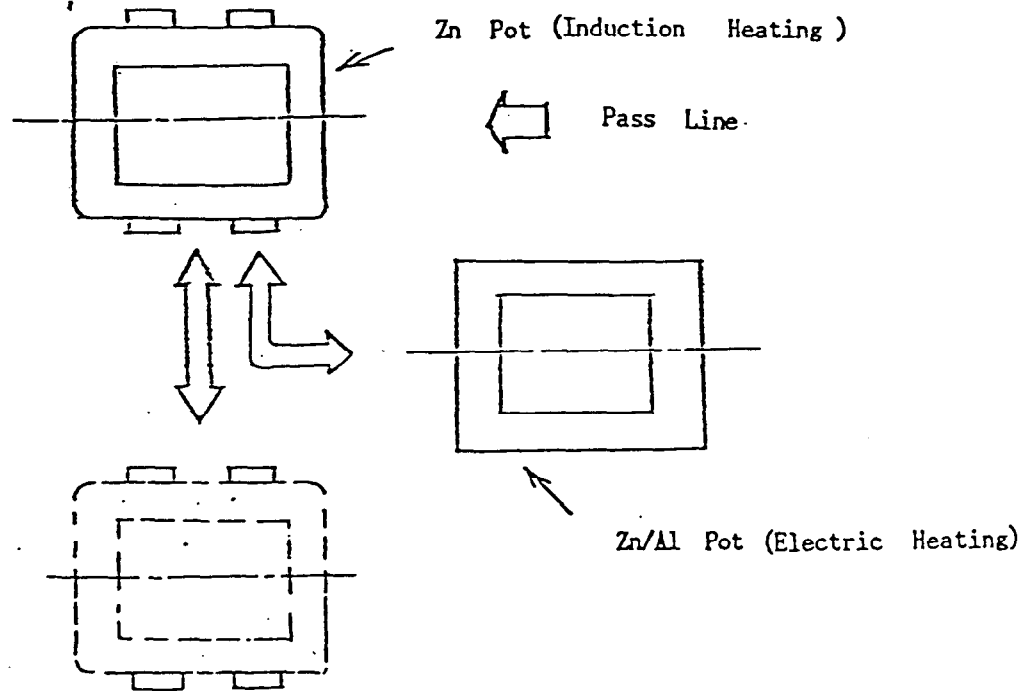 Zn Pot (Induction Heating)
Pass Line
Zn/Al Pot (Electric Heating)